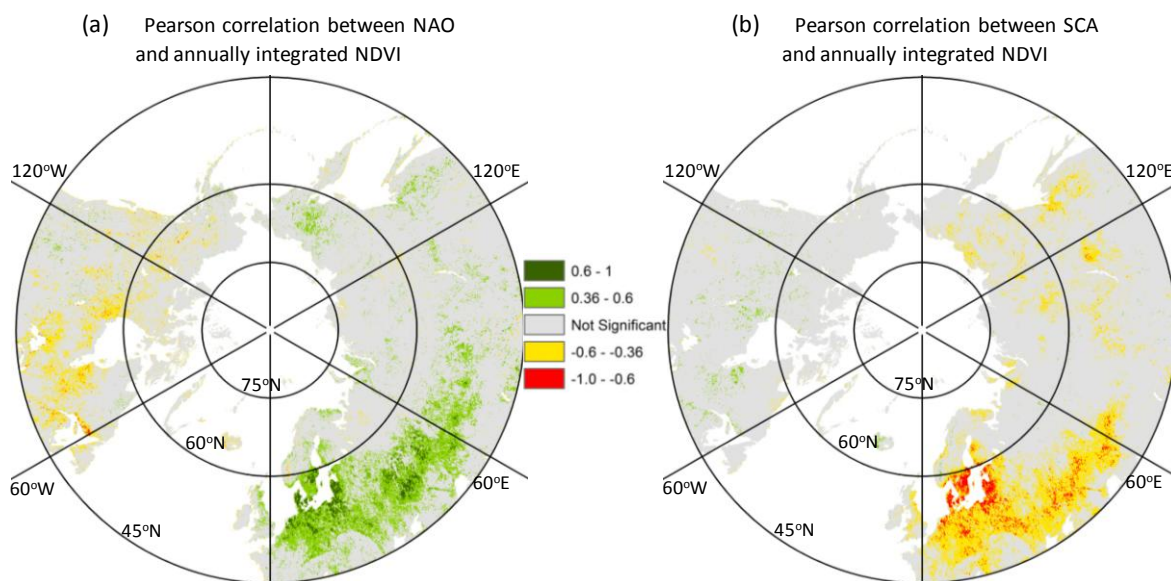 (a) Pearson correlation between NAO
and annually integrated NDVI
120°W
120°E
75°N
60°N
60°W
60°E
45°N
0.6 - 1
0.36 - 0.6
Not Significant
-0.6 - -0.36
-1.0 - -0.6
(b) Pearson correlation between SCA
and annually integrated NDVI
120°W
120°E
75°N
60°N
60°W
60°E
45°N